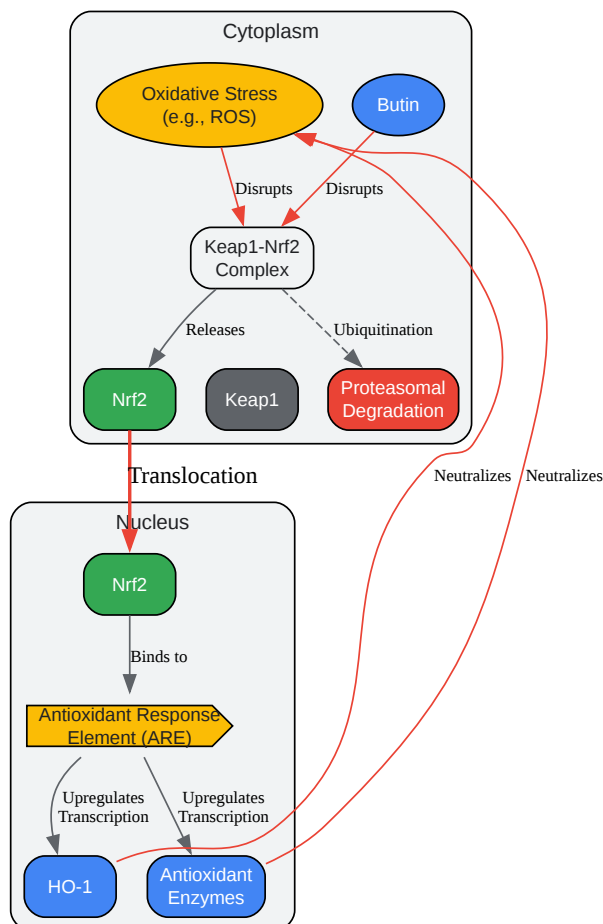 Cytoplasm
Oxidative Stress
(e.g., ROS)
Butin
Disrupts
Disrupts
Keap1-Nrf2
Complex
Releases
Ubiquitination
Nrf2
Keap1
Proteasomal
Degradation
Translocation
Neutralizes
Neutralizes
Nucleus
Nrf2
Binds to
Antioxidant Response
Element (ARE)
Upregulates
Transcription
Upregulates
Transcription
HO-1
Antioxidant
Enzymes